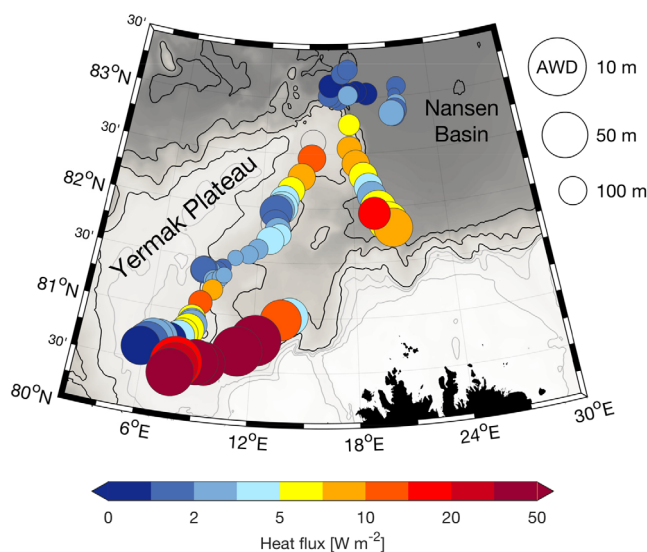 30'
83°N
30'
82°N
30'
81°N
30'
80°N
6°E
12°E
18°E
24°E
30°E
Yermak Plateau
Nansen
Basin
AWD 10 m
50 m
100 m
0 2 5 10 20 50
Heat flux [W m⁻²]